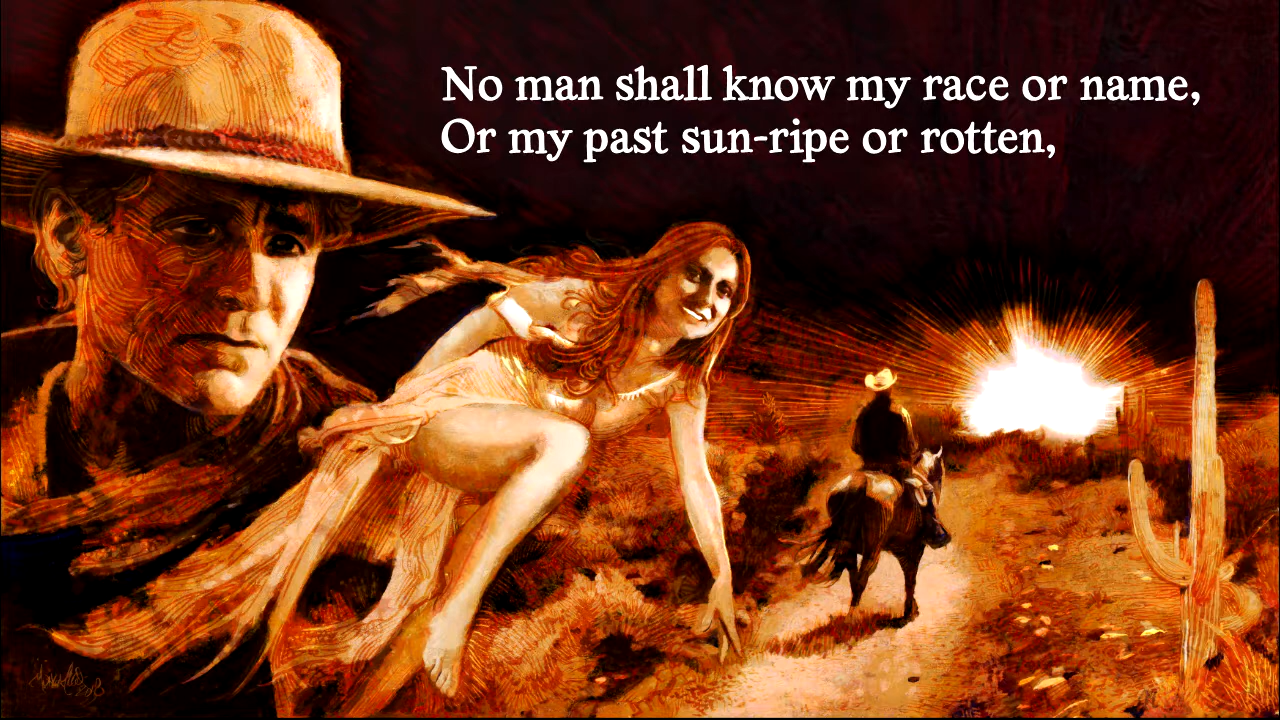 No man shall know my race or name,
Or my past sun-ripe or rotten,